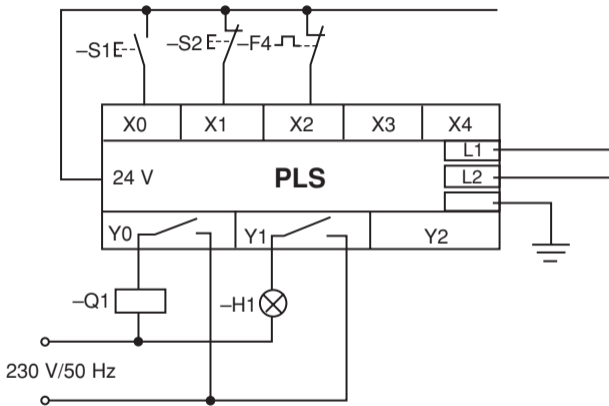 –S1
–S2
–F4
X0 X1 X2 X3 X4
L1
24 V PLS L2
Y0 Y1 Y2
–Q1 –H1
230 V/50 Hz